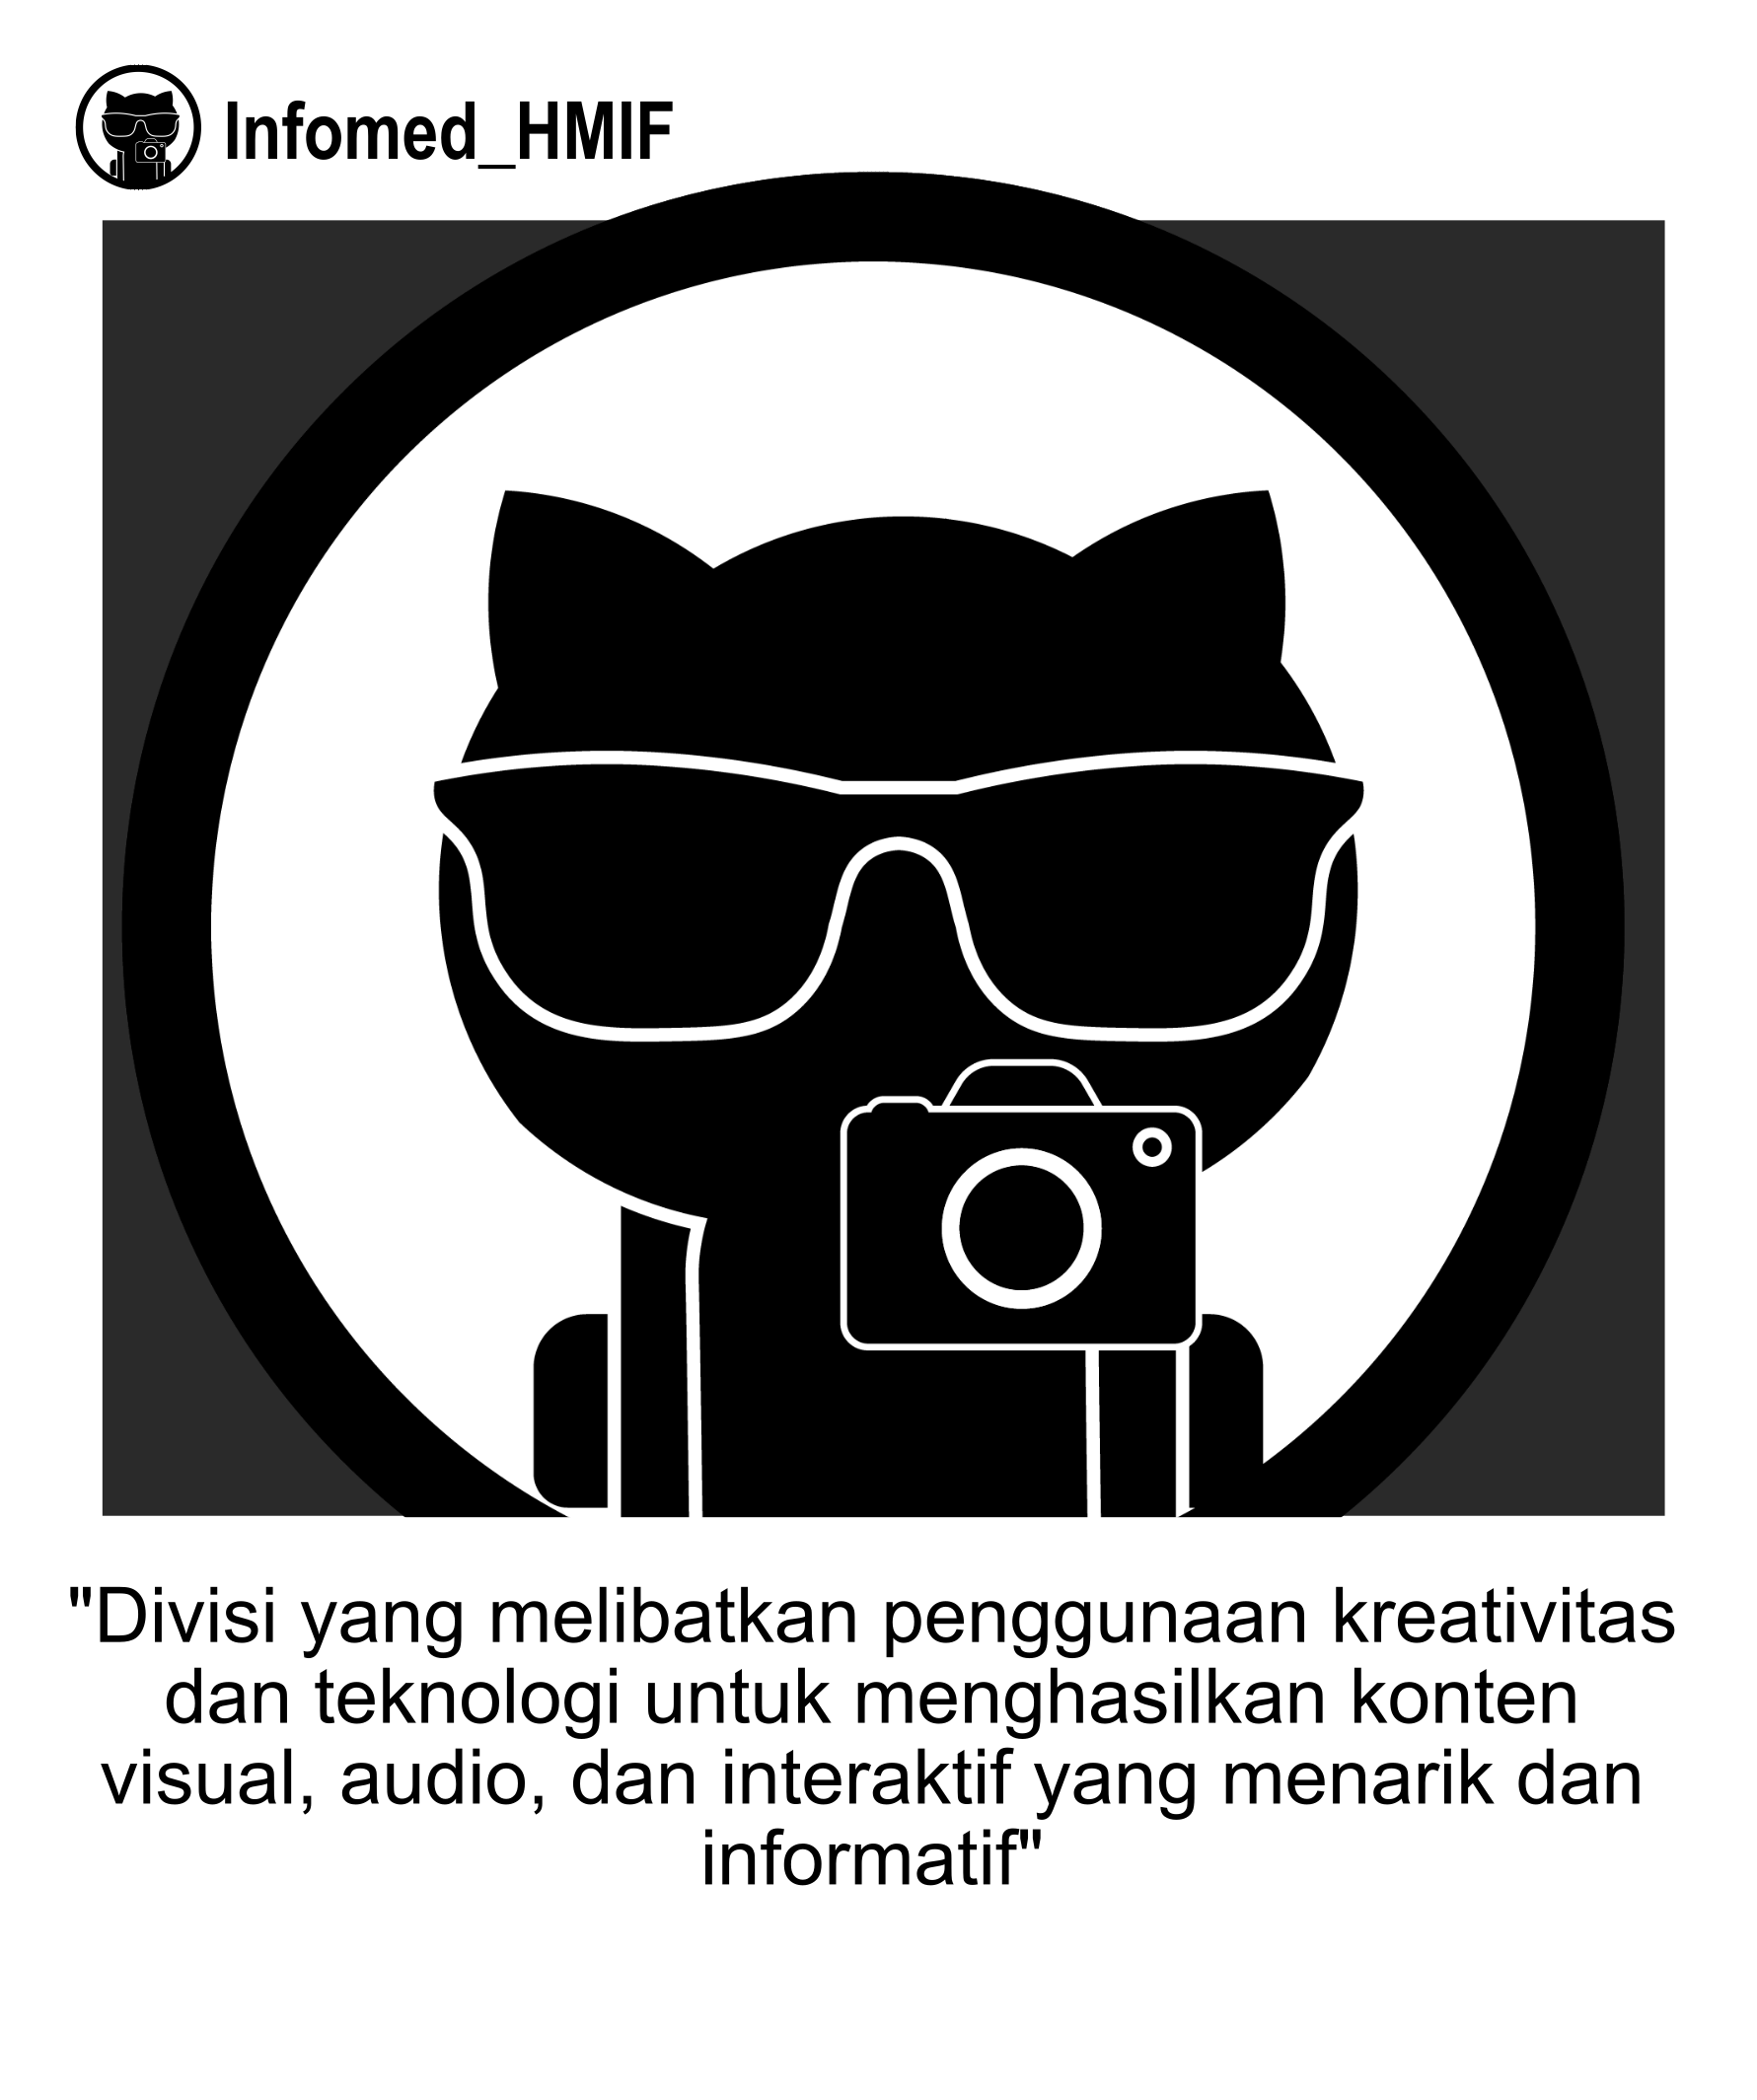 Infomed_HMIF
"Divisi yang melibatkan penggunaan kreativitas
dan teknologi untuk menghasilkan konten
visual, audio, dan interaktif yang menarik dan
informatif"